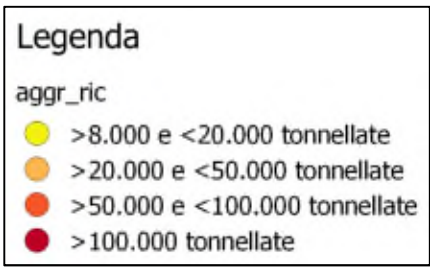 Legenda
aggr_ric
>8.000 e <20.000 tonnellate
>20.000 e <50.000 tonnellate
>50.000 e <100.000 tonnellate
>100.000 tonnellate